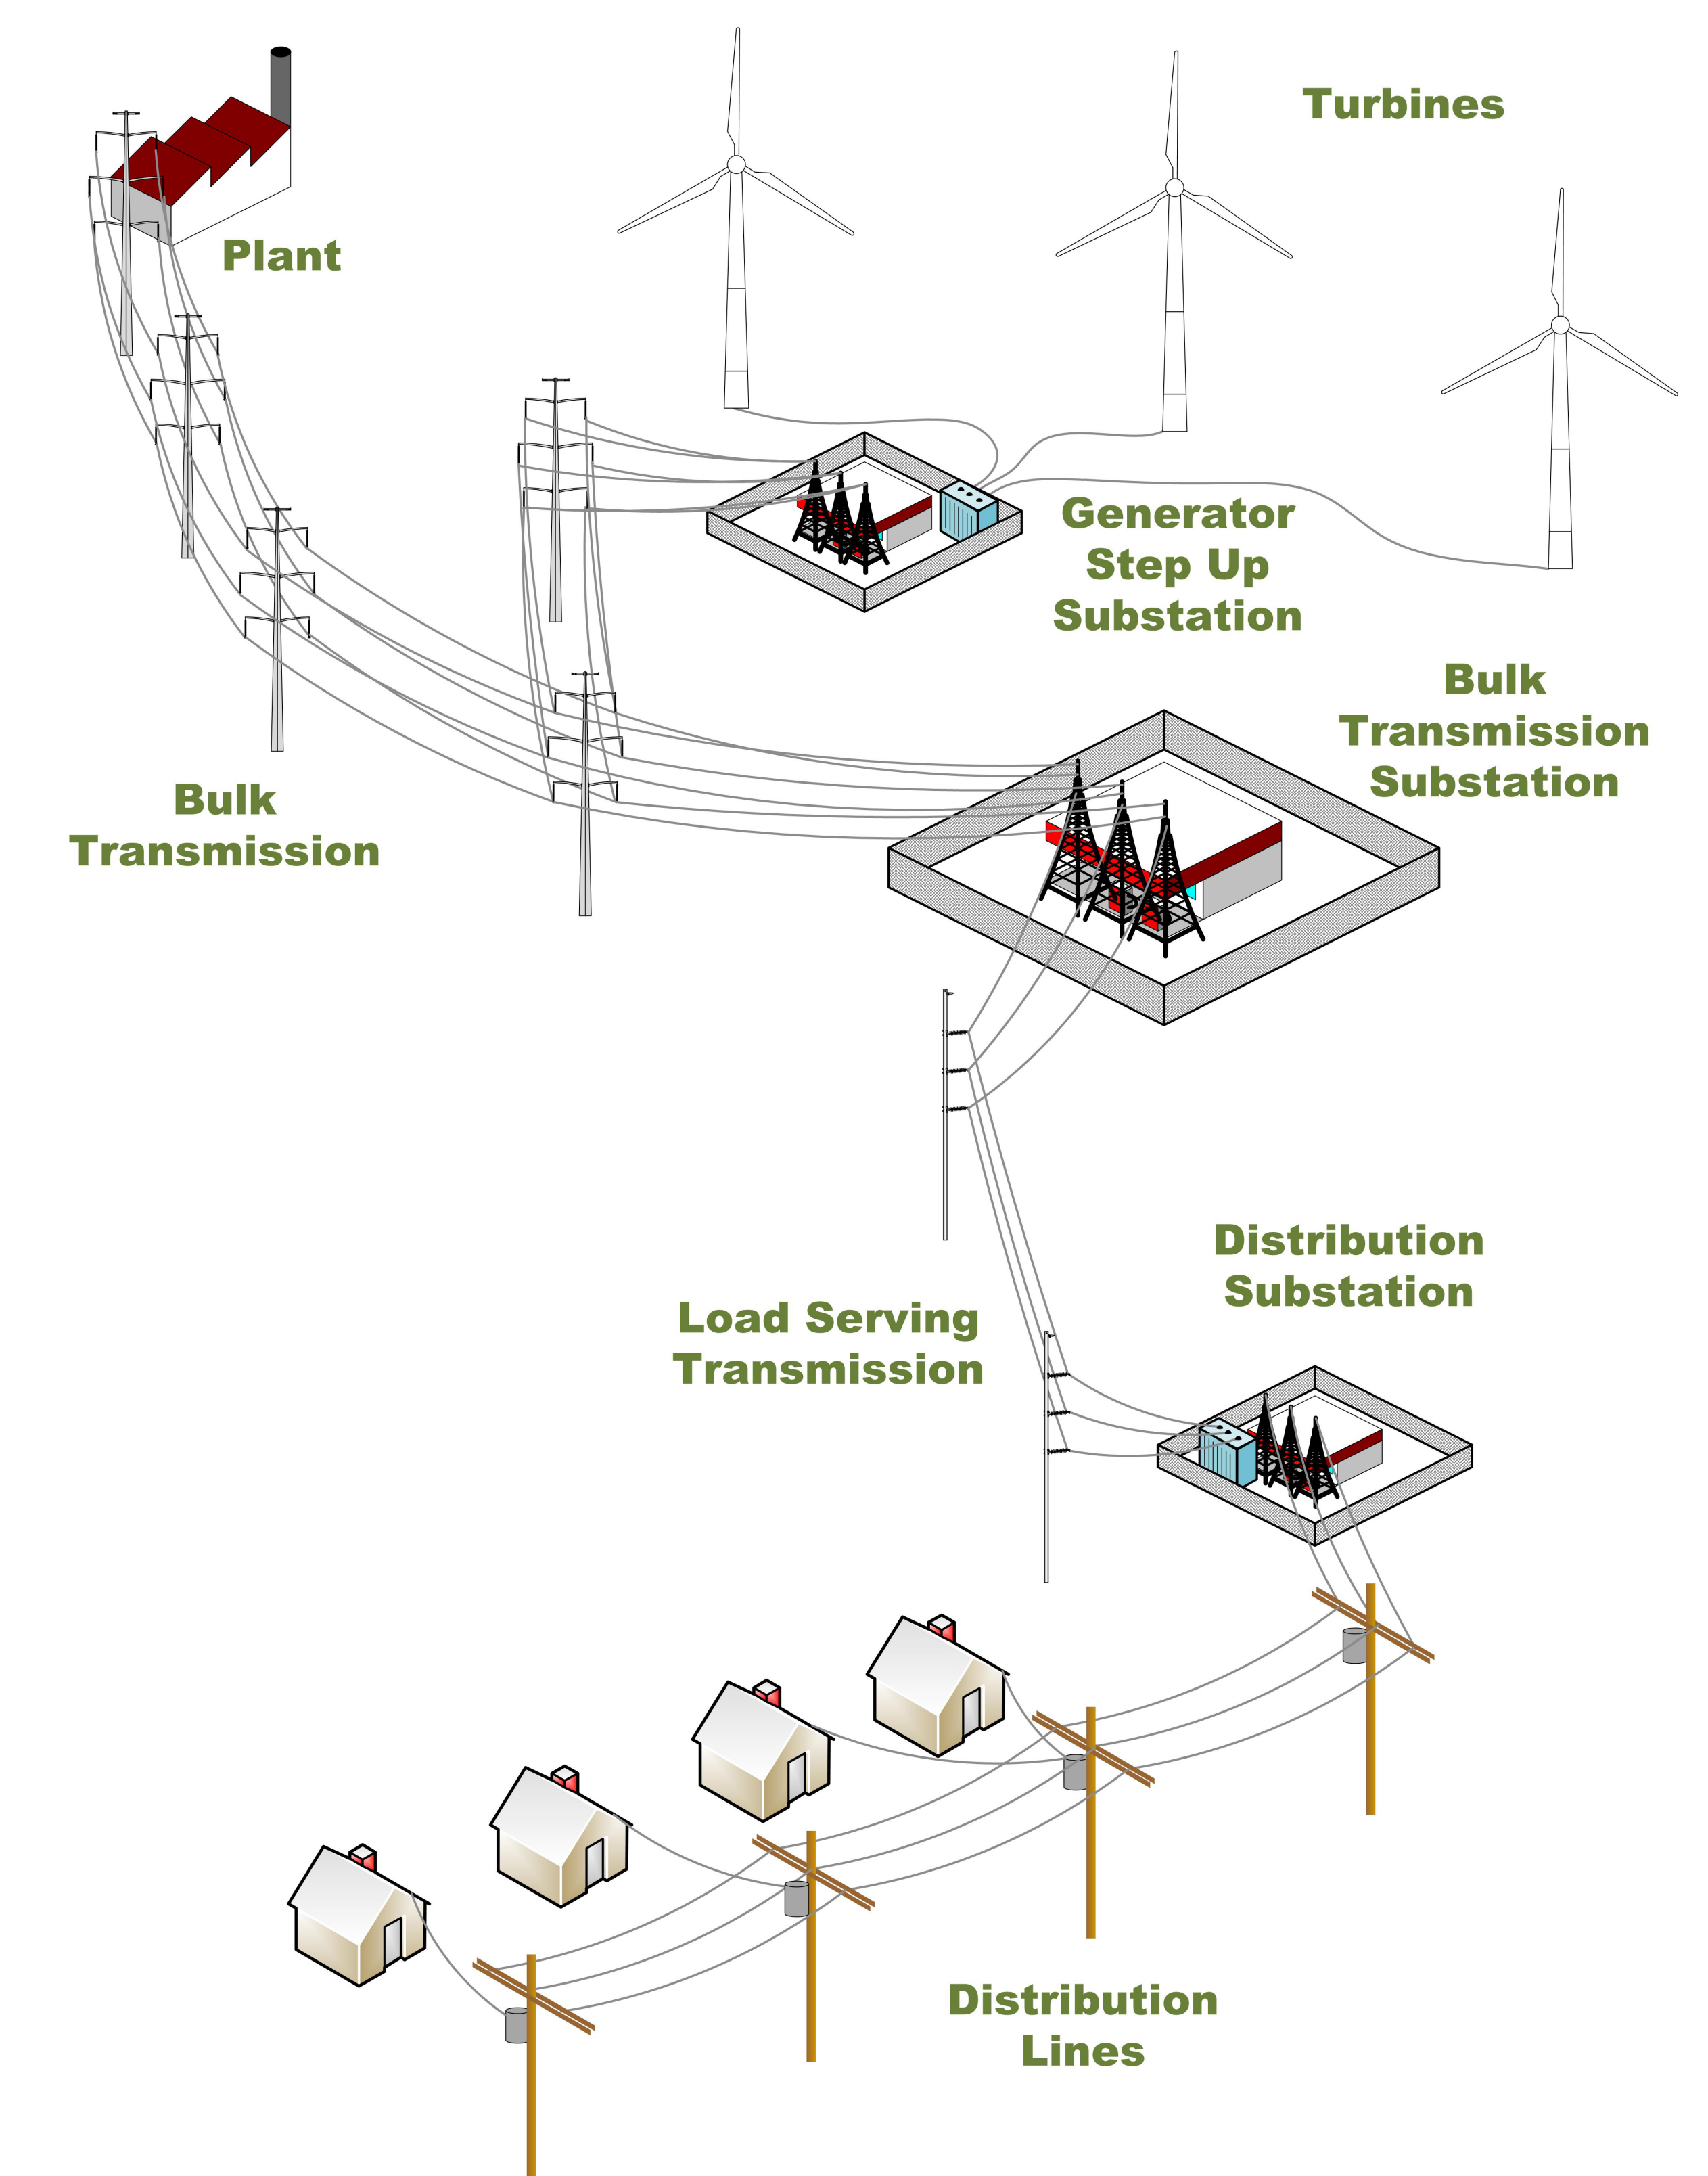 Turbines
Plant
Generator
Step Up
Substation
Bulk
Transmission
Substation
Bulk
Transmission
Distribution
Substation
Load Serving
Transmission
Distribution
Lines